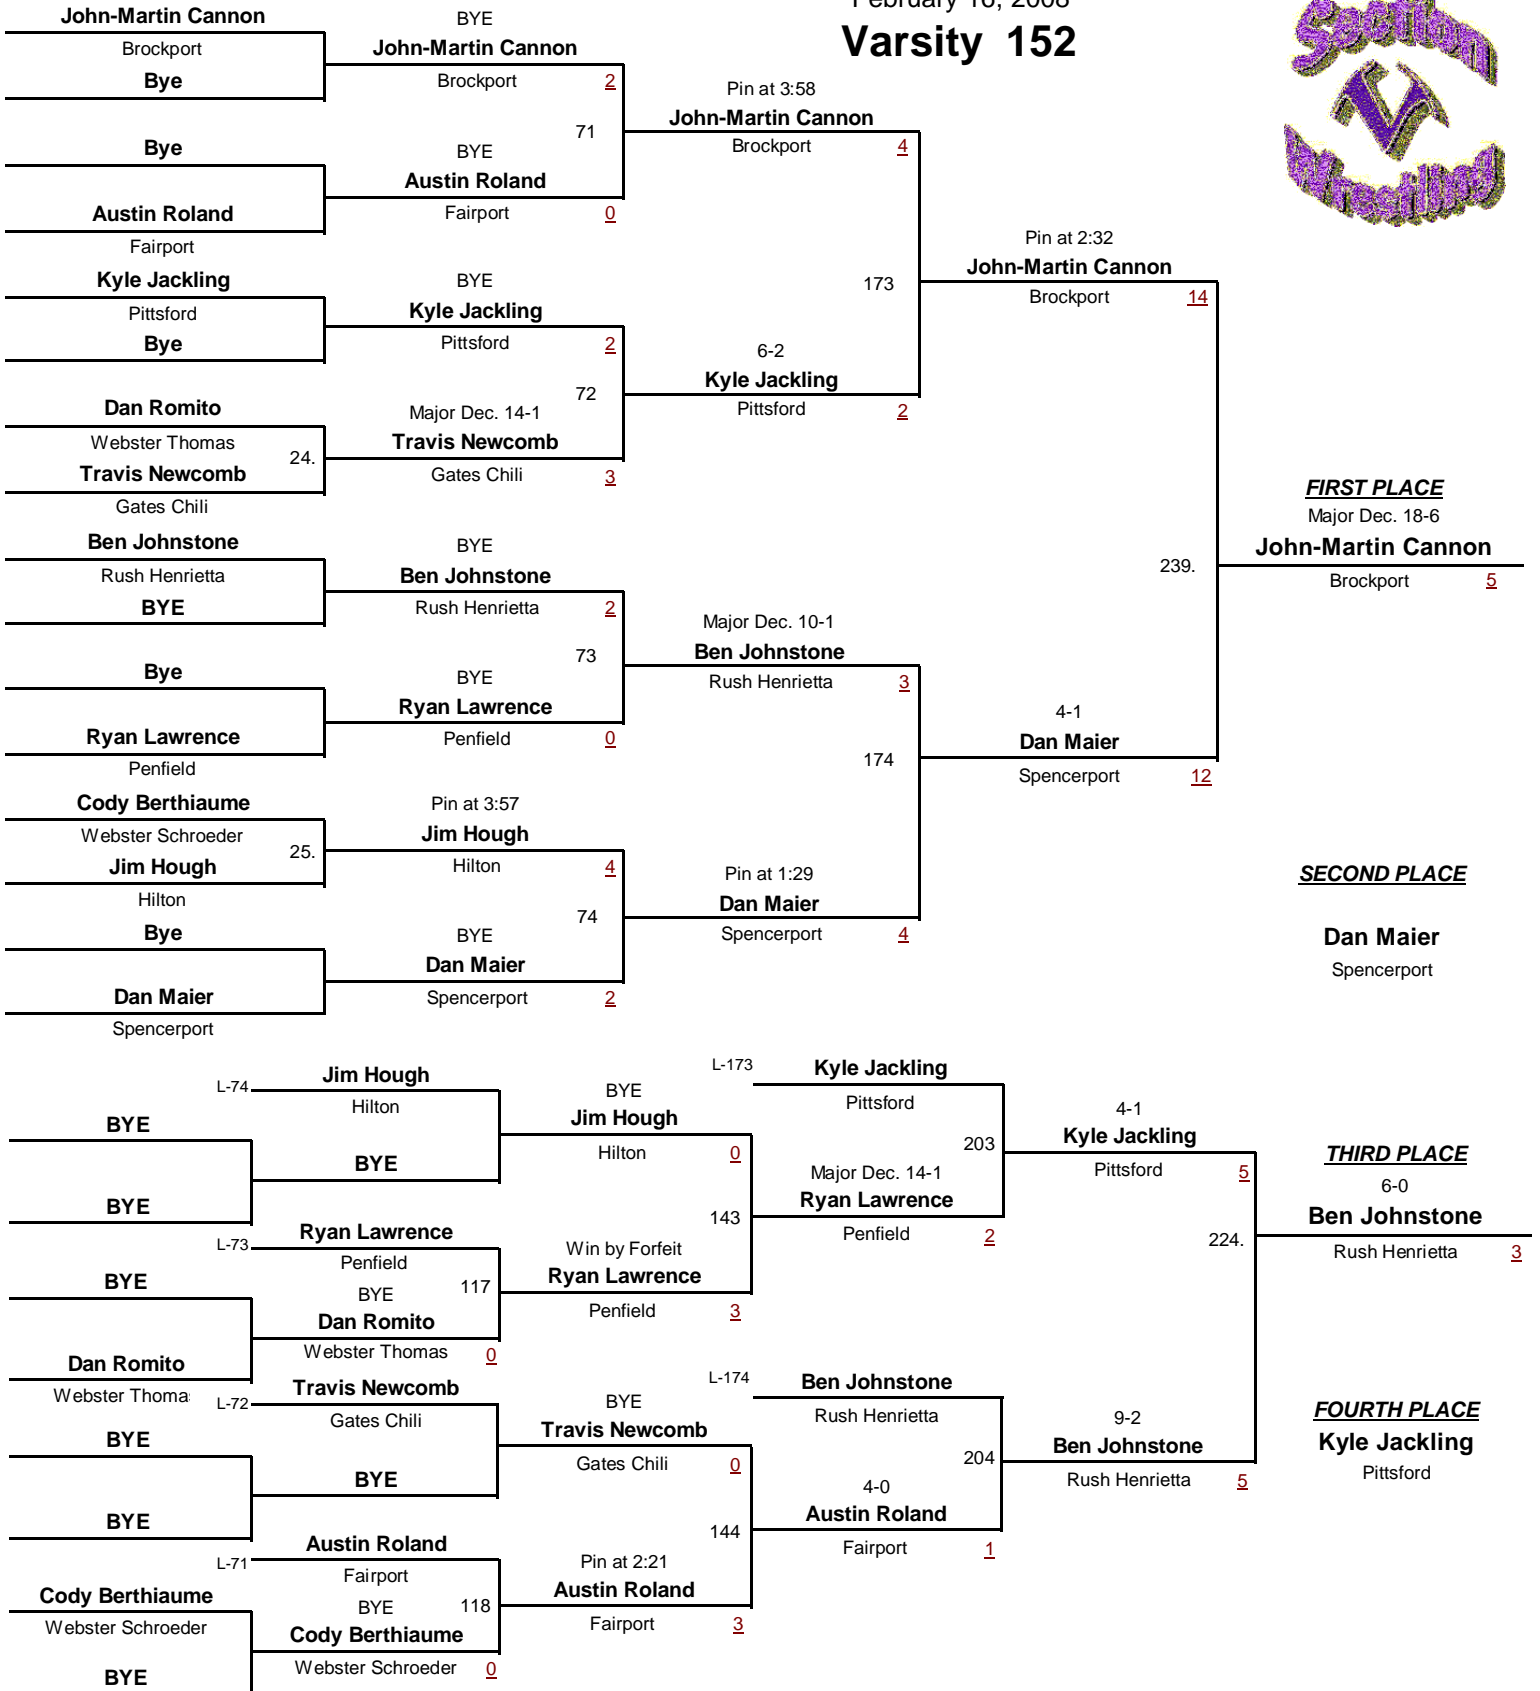 February 16, 2008
Varsity 152
Section
V
Wrestling
John-Martin Cannon
Brockport
Bye
Bye
Austin Roland
Fairport
Kyle Jackling
Pittsford
Bye
Dan Romito
Webster Thomas
24.
Travis Newcomb
Gates Chili
Ben Johnstone
Rush Henrietta
BYE
Bye
Ryan Lawrence
Penfield
Cody Berthiaume
Webster Schroeder
25.
Jim Hough
Hilton
Bye
Dan Maier
Spencerport
BYE
John-Martin Cannon
Brockport 2
71
BYE
Austin Roland
Fairport 0
BYE
Kyle Jackling
Pittsford 2
72
Major Dec. 14-1
Travis Newcomb
Gates Chili 3
BYE
Ben Johnstone
Rush Henrietta 2
73
BYE
Ryan Lawrence
Penfield 0
Pin at 3:57
Jim Hough
Hilton 4
74
BYE
Dan Maier
Spencerport 2
Pin at 3:58
John-Martin Cannon
Brockport 4
173
6-2
Kyle Jackling
Pittsford 2
Major Dec. 10-1
Ben Johnstone
Rush Henrietta 3
174
Pin at 1:29
Dan Maier
Spencerport 4
Pin at 2:32
John-Martin Cannon
Brockport 14
239.
4-1
Dan Maier
Spencerport 12
FIRST PLACE
Major Dec. 18-6
John-Martin Cannon
Brockport 5
SECOND PLACE
Dan Maier
Spencerport
BYE
BYE
BYE
Dan Romito
Webster Thoma
BYE
BYE
Cody Berthiaume
Webster Schroeder
BYE
L-74 Jim Hough
Hilton
BYE
L-73 Ryan Lawrence
Penfield
117
BYE
Dan Romito
Webster Thomas 0
L-72 Travis Newcomb
Gates Chili
BYE
L-71 Austin Roland
Fairport
118
BYE
Cody Berthiaume
Webster Schroeder 0
BYE
Jim Hough
Hilton 0
143
Win by Forfeit
Ryan Lawrence
Penfield 3
BYE
Travis Newcomb
Gates Chili 0
144
Pin at 2:21
Austin Roland
Fairport 3
L-173 Kyle Jackling
Pittsford
203
Major Dec. 14-1
Ryan Lawrence
Penfield 2
L-174 Ben Johnstone
Rush Henrietta
204
4-0
Austin Roland
Fairport 1
4-1
Kyle Jackling
Pittsford 5
224.
9-2
Ben Johnstone
Rush Henrietta 5
THIRD PLACE
6-0
Ben Johnstone
Rush Henrietta 3
FOURTH PLACE
Kyle Jackling
Pittsford